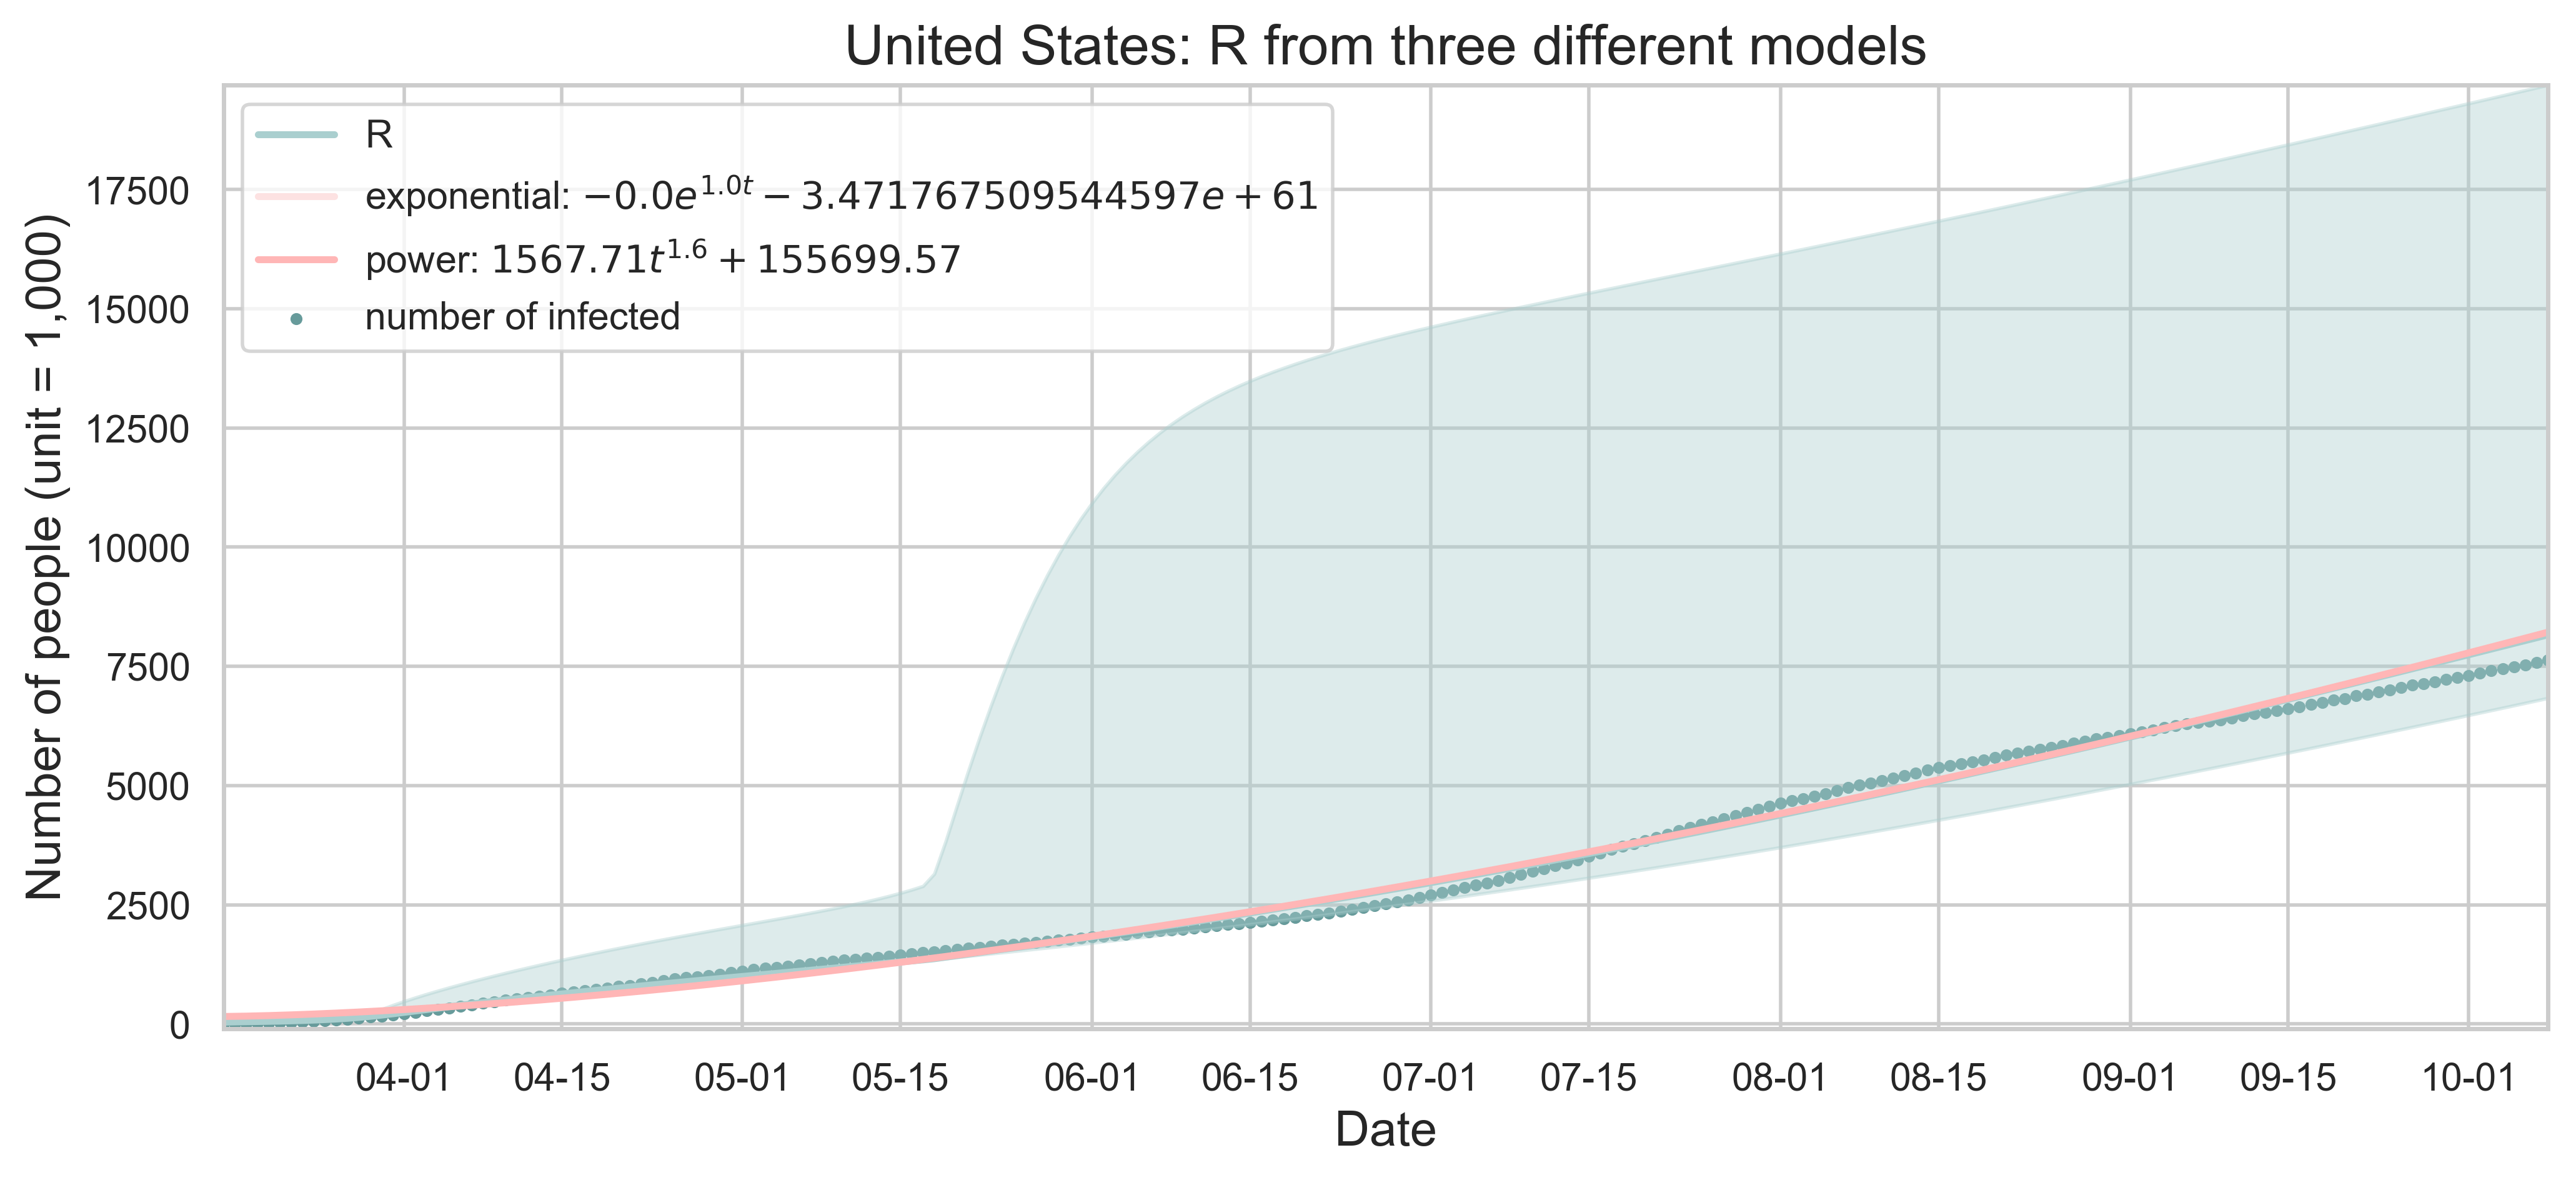 United States: R from three different models
R
exponential: −0.0e^{1.0t} − 3.471767509544597e + 61
power: 1567.71t^{1.6} + 155699.57
number of infected
Number of people (unit = 1,000)
17500
15000
12500
10000
7500
5000
2500
0
04-01 04-15 05-01 05-15 06-01 06-15 07-01 07-15 08-01 08-15 09-01 09-15 10-01
Date